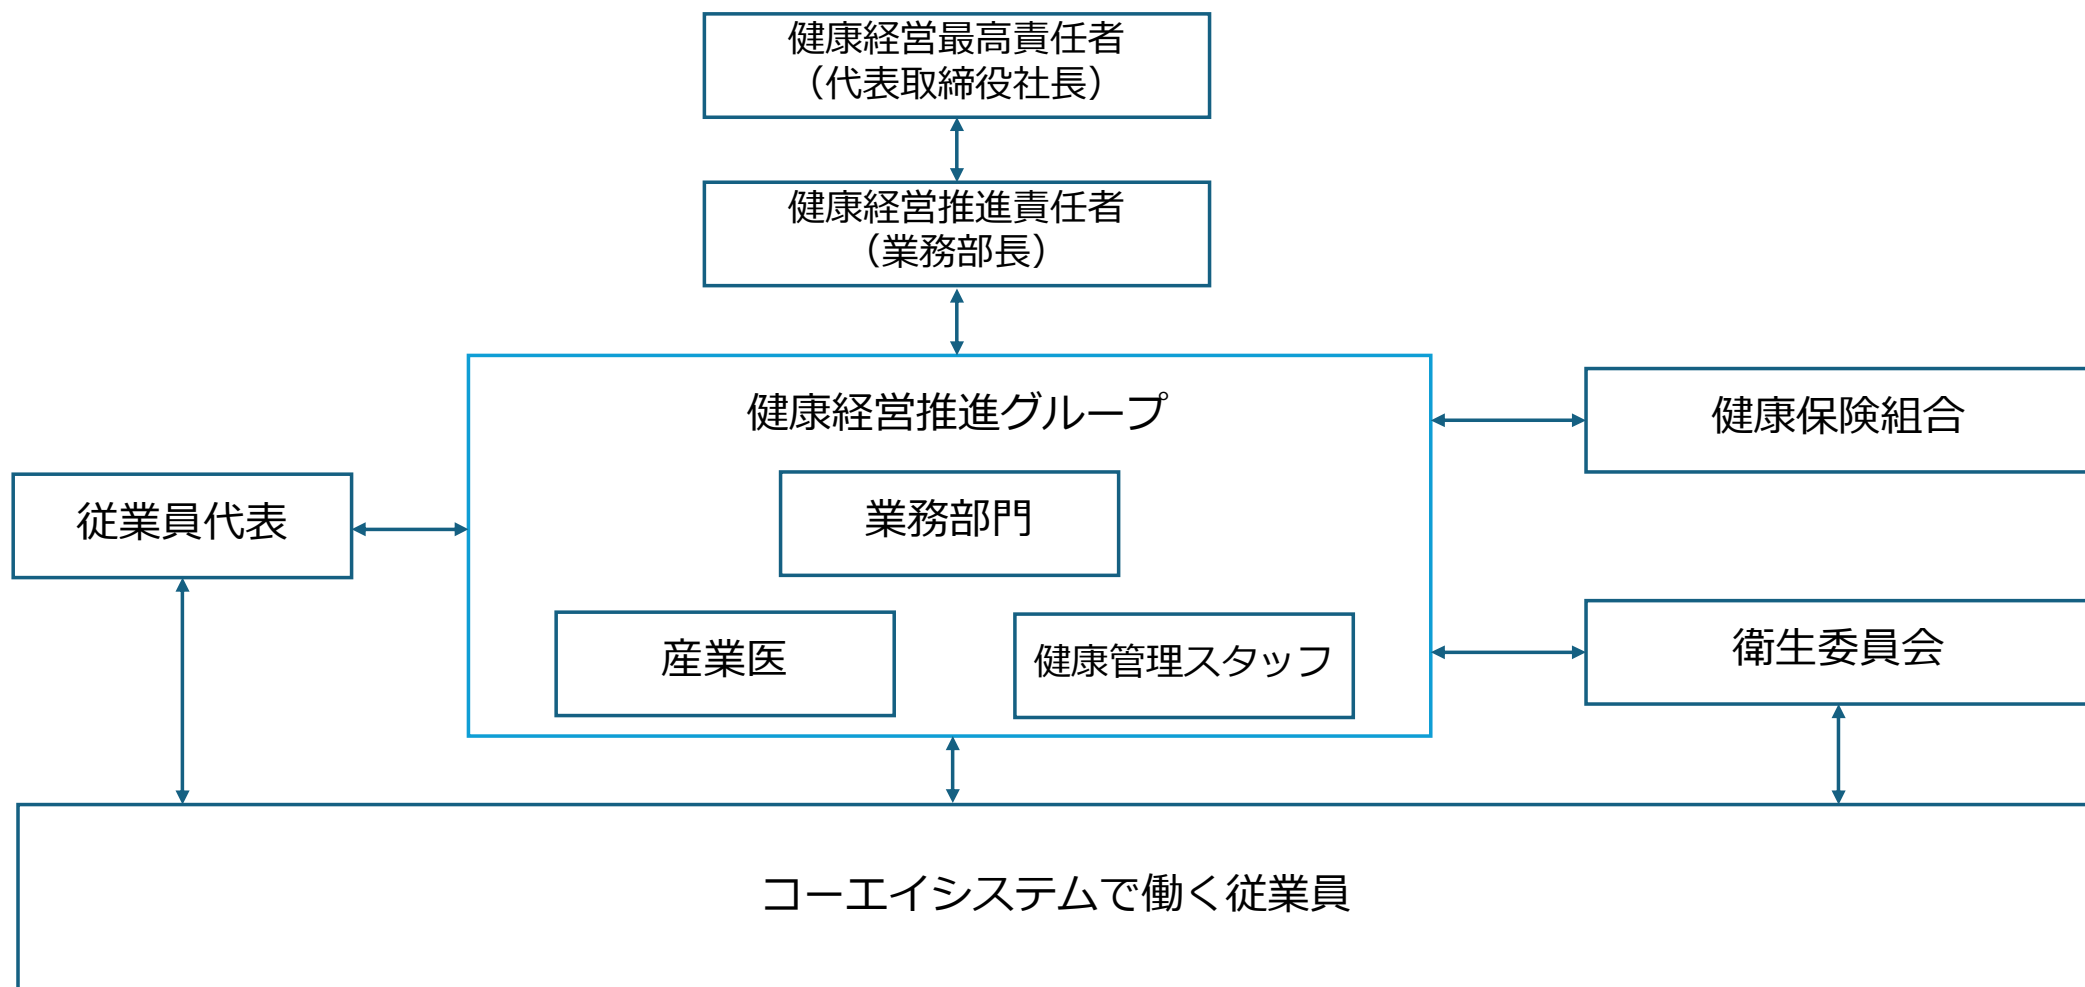 健康経営最高責任者
（代表取締役社長）
健康経営推進責任者
（業務部長）
健康経営推進グループ
健康保険組合
従業員代表
業務部門
産業医
健康管理スタッフ
衛生委員会
コーエイシステムで働く従業員